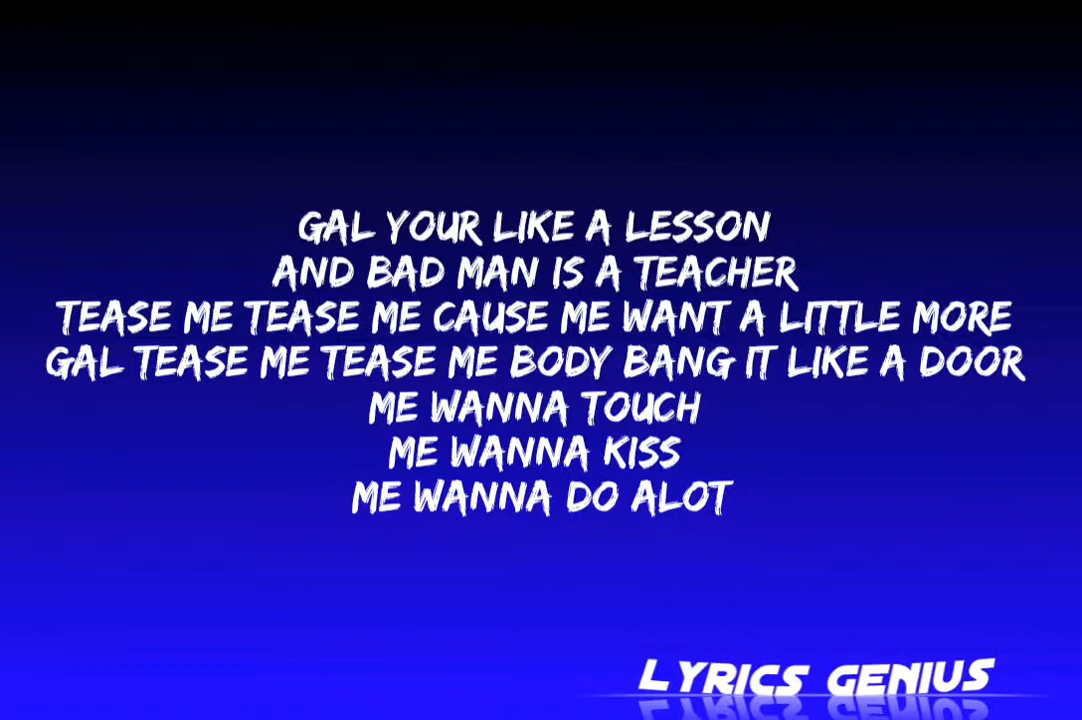 GAL YOUR LIKE A LESSON
AND BAD MAN IS A TEACHER
TEASE ME TEASE ME CAUSE ME WANT A LITTLE MORE
GAL TEASE ME TEASE ME BODY BANG IT LIKE A DOOR
ME WANNA TOUCH
ME WANNA KISS
ME WANNA DO ALOT
LYRICS GENIUS